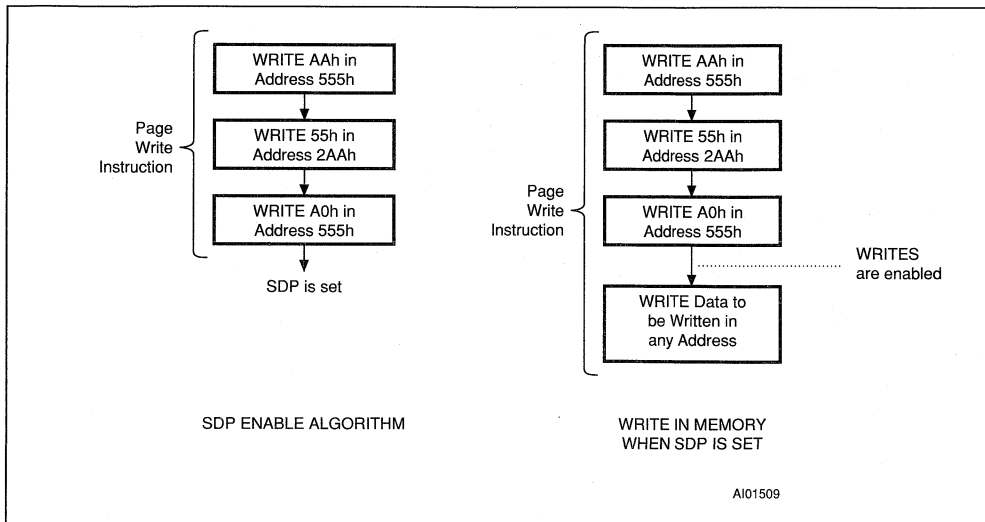 Page
Write
Instruction
WRITE AAh in
Address 555h
WRITE 55h in
Address 2AAh
WRITE A0h in
Address 555h
SDP is set
SDP ENABLE ALGORITHM
Page
Write
Instruction
WRITE AAh in
Address 555h
WRITE 55h in
Address 2AAh
WRITE A0h in
Address 555h
WRITES
are enabled
WRITE Data to
be Written in
any Address
WRITE IN MEMORY
WHEN SDP IS SET
AI01509